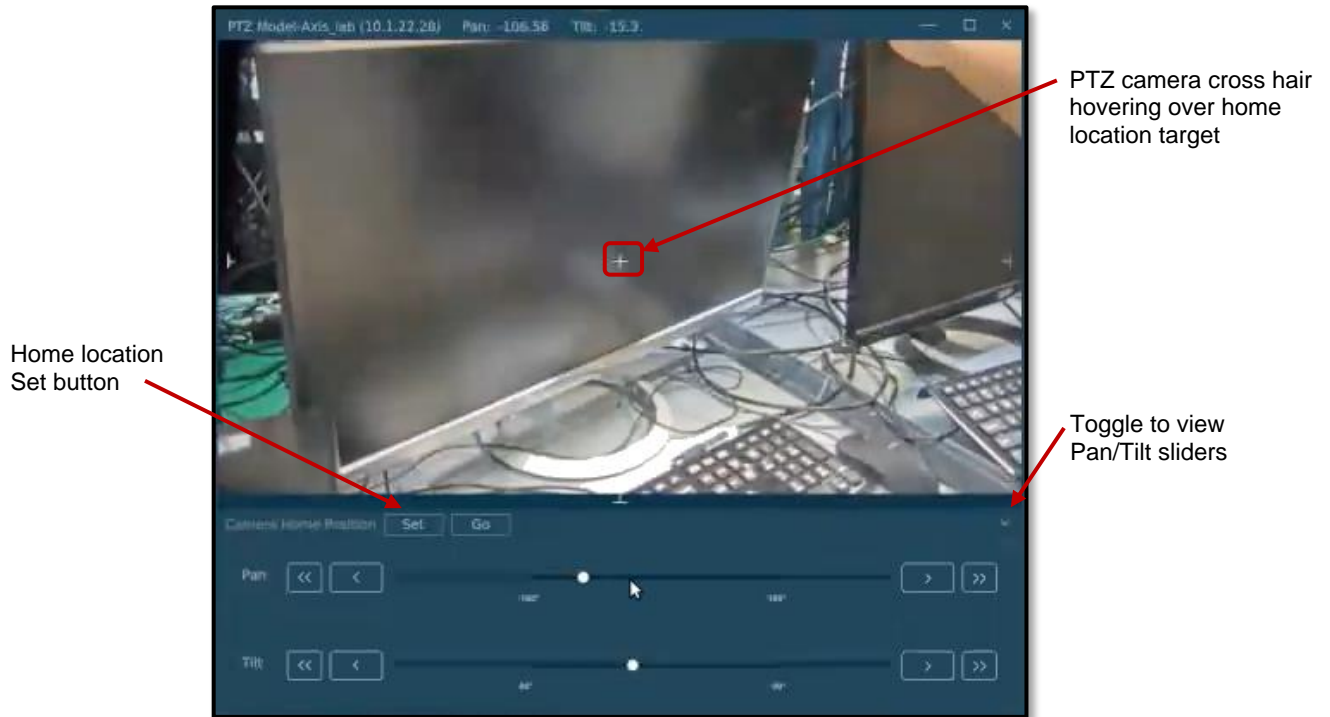 PTZ Model-Axis_lab (10.1.22.28) Pan: -106.56 Tilt: -15.3
PTZ camera cross hair
hovering over home
location target
Home location
Set button
Toggle to view
Pan/Tilt sliders
Camera Home Position Set Go
Pan << < > >>
Tilt << < > >>